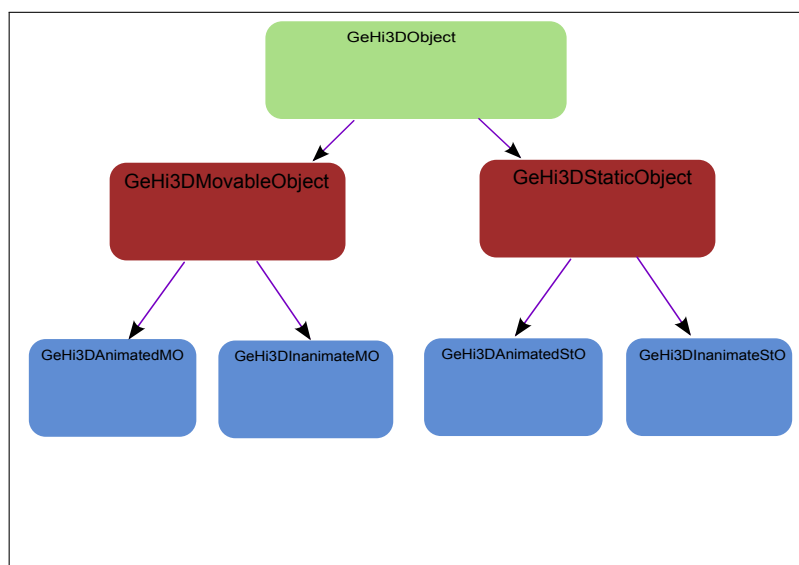 GeHi3DObject
GeHi3DMovableObject
GeHi3DStaticObject
GeHi3DAnimatedMO
GeHi3DInanimateMO
GeHi3DAnimatedStO
GeHi3DInanimateStO